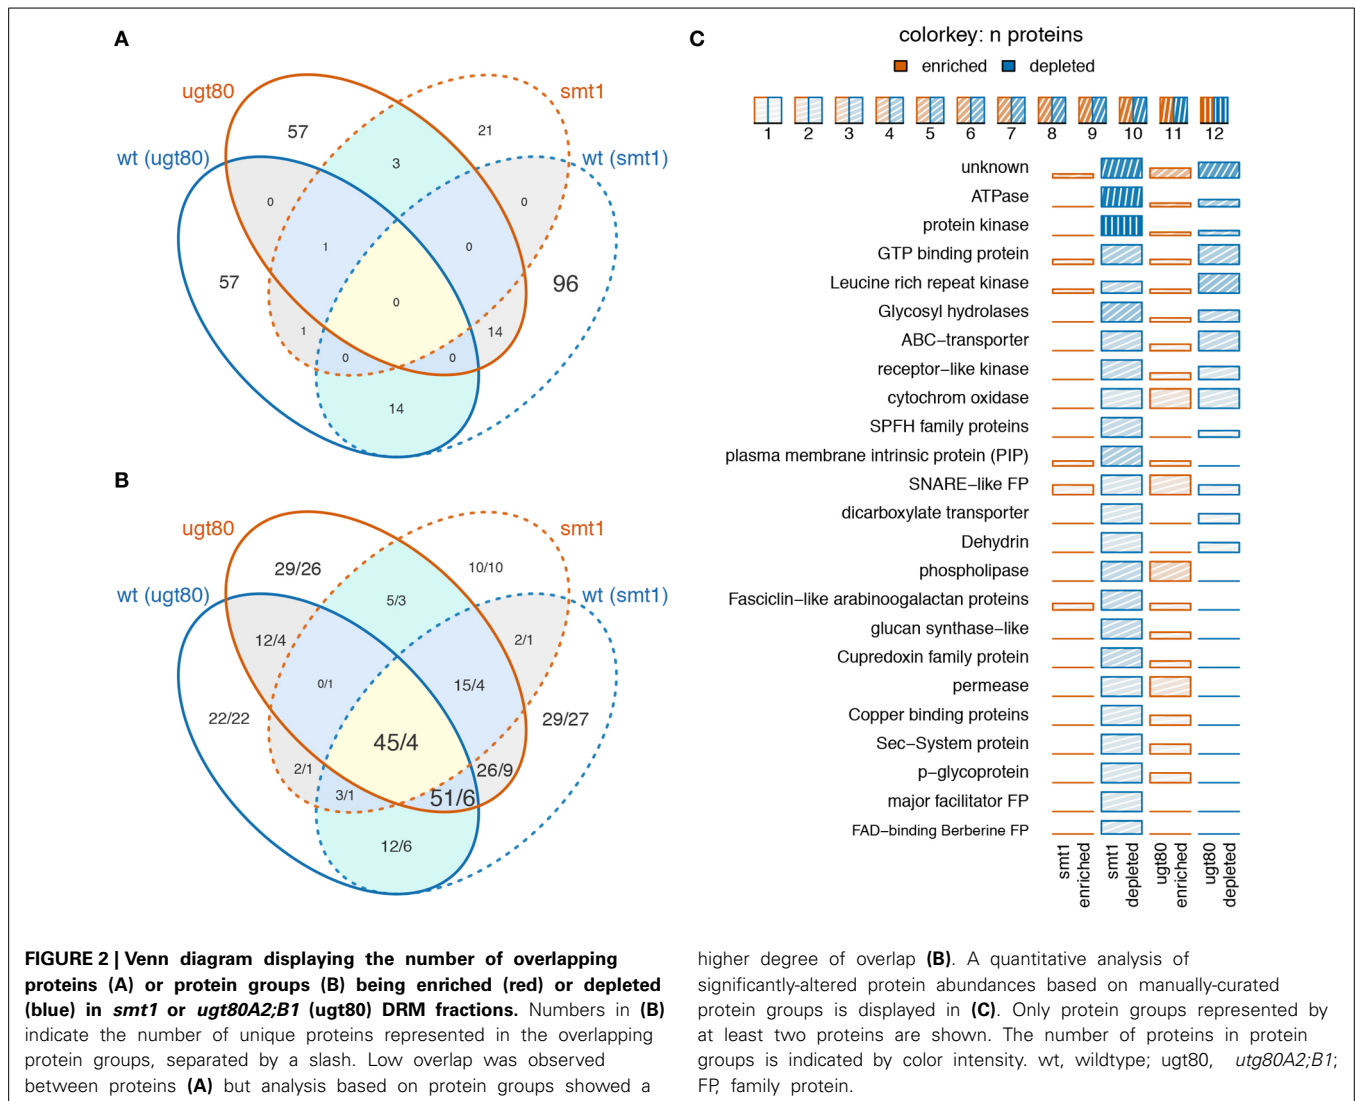 A
ugt80
smt1
wt (ugt80)
wt (smt1)
57
21
3
0
0
1
0
57
96
0
1
14
0
0
14
B
ugt80
smt1
wt (ugt80)
wt (smt1)
29/26
10/10
5/3
12/4
2/1
0/1
15/4
22/22
29/27
45/4
2/1
26/9
3/1
51/6
12/6
C
colorkey: n proteins
enriched depleted
1 2 3 4 5 6 7 8 9 10 11 12
unknown
ATPase
protein kinase
GTP binding protein
Leucine rich repeat kinase
Glycosyl hydrolases
ABC−transporter
receptor−like kinase
cytochrom oxidase
SPFH family proteins
plasma membrane intrinsic protein (PIP)
SNARE−like FP
dicarboxylate transporter
Dehydrin
phospholipase
Fasciclin−like arabinoogalactan proteins
glucan synthase−like
Cupredoxin family protein
permease
Copper binding proteins
Sec−System protein
p−glycoprotein
major facilitator FP
FAD−binding Berberine FP
smt1
enriched
smt1
depleted
ugt80
enriched
ugt80
depleted
FIGURE 2 | Venn diagram displaying the number of overlapping
proteins (A) or protein groups (B) being enriched (red) or depleted
(blue) in smt1 or ugt80A2;B1 (ugt80) DRM fractions. Numbers in (B)
indicate the number of unique proteins represented in the overlapping
protein groups, separated by a slash. Low overlap was observed
between proteins (A) but analysis based on protein groups showed a
higher degree of overlap (B). A quantitative analysis of
significantly-altered protein abundances based on manually-curated
protein groups is displayed in (C). Only protein groups represented by
at least two proteins are shown. The number of proteins in protein
groups is indicated by color intensity. wt, wildtype; ugt80, utg80A2;B1;
FP, family protein.